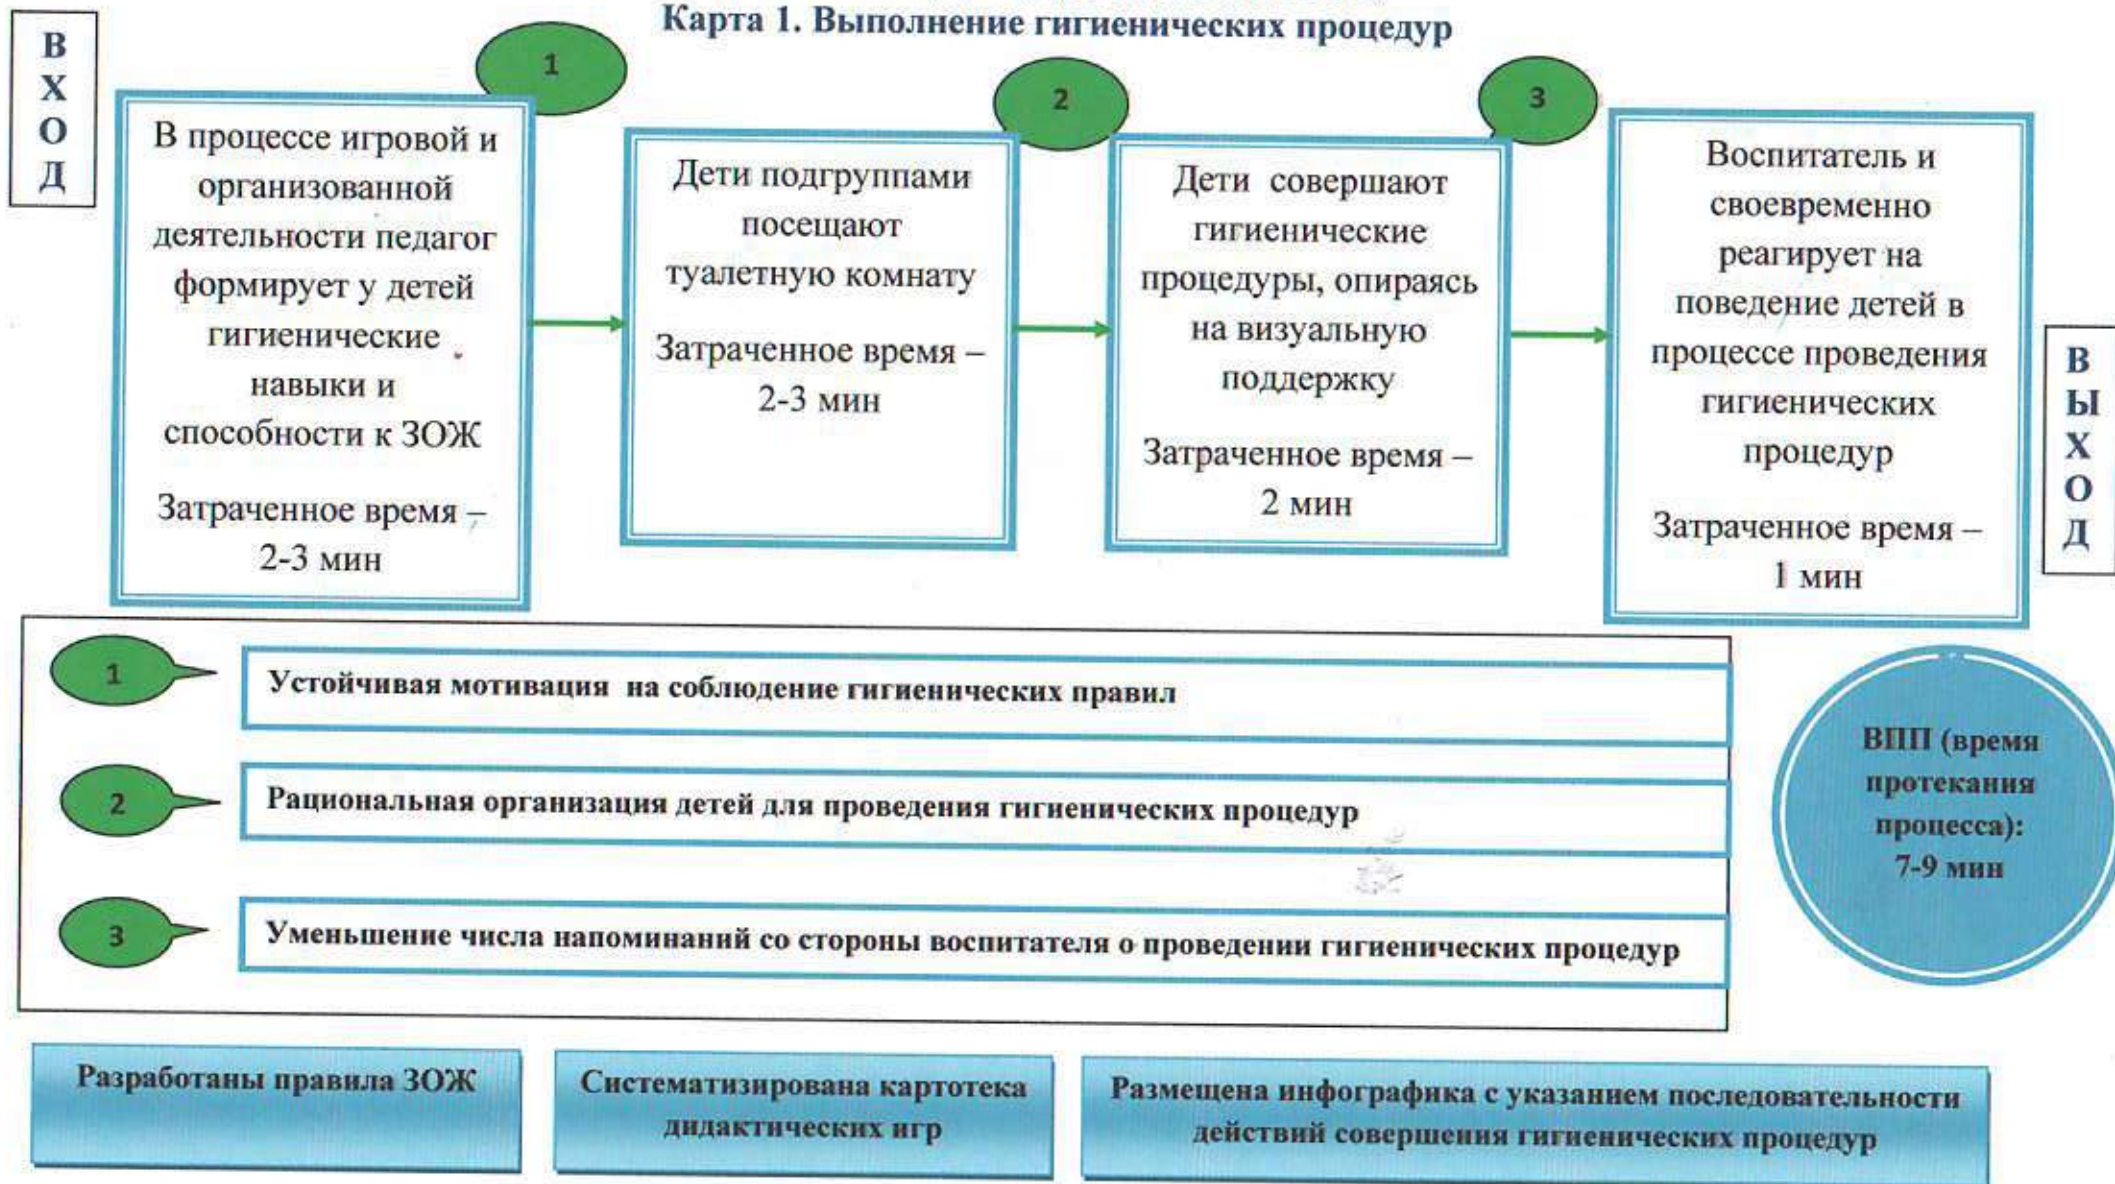 Карта 1. Выполнение гигиенических процедур
В
Х
О
Д
1
В процессе игровой и
организованной
деятельности педагог
формирует у детей
гигиенические
навыки и
способности к ЗОЖ
Затраченное время –
2-3 мин
2
Дети подгруппами
посещают
туалетную комнату
Затраченное время –
2-3 мин
3
Дети совершают
гигиенические
процедуры, опираясь
на визуальную
поддержку
Затраченное время –
2 мин
Воспитатель и
своевременно
реагирует на
поведение детей в
процессе проведения
гигиенических
процедур
Затраченное время –
1 мин
В
Ы
Х
О
Д
1
Устойчивая мотивация на соблюдение гигиенических правил
2
Рациональная организация детей для проведения гигиенических процедур
3
Уменьшение числа напоминаний со стороны воспитателя о проведении гигиенических процедур
ВПП (время
протекания
процесса):
7-9 мин
Разработаны правила ЗОЖ
Систематизирована картотека
дидактических игр
Размещена инфографика с указанием последовательности
действий совершения гигиенических процедур